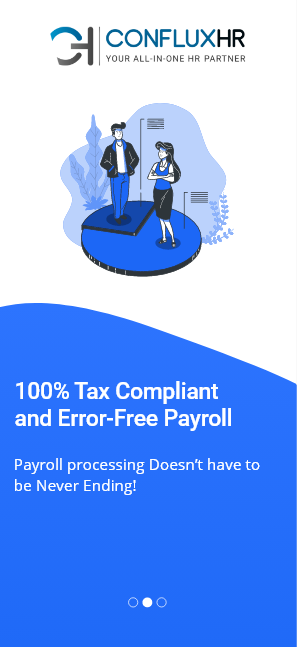 CONFLUXHR
YOUR ALL-IN-ONE HR PARTNER
100% Tax Compliant
and Error-Free Payroll
Payroll processing Doesn't have to
be Never Ending!